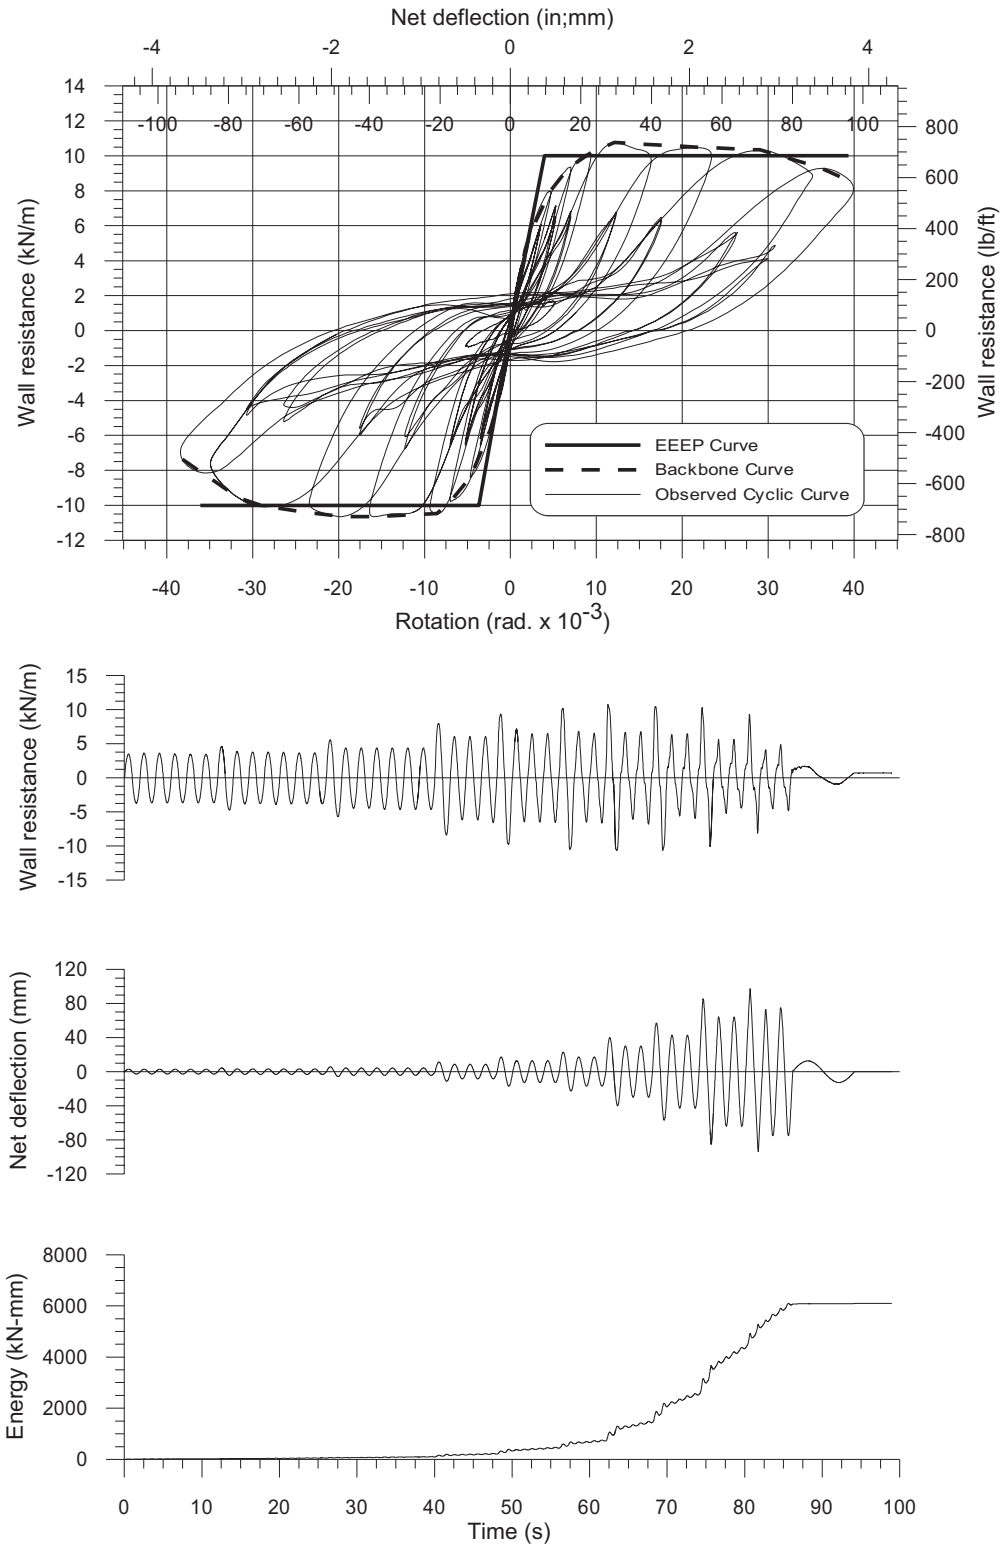 Net deflection (in;mm)
-4 -2 0 2 4
14
-100 -80 -60 -40 -20 0 20 40 60 80 100
12
10
8
6
4
2
0
-2
-4
-6
-8
-10
-12
Wall resistance (kN/m)
800
600
400
200
0
-200
-400
-600
-800
Wall resistance (lb/ft)
EEEP Curve
Backbone Curve
Observed Cyclic Curve
-40 -30 -20 -10 0 10 20 30 40
Rotation (rad. x 10-3)
15
10
5
0
-5
-10
-15
Wall resistance (kN/m)
120
80
40
0
-40
-80
-120
Net deflection (mm)
8000
6000
4000
2000
0
Energy (kN-mm)
0 10 20 30 40 50 60 70 80 90 100
Time (s)